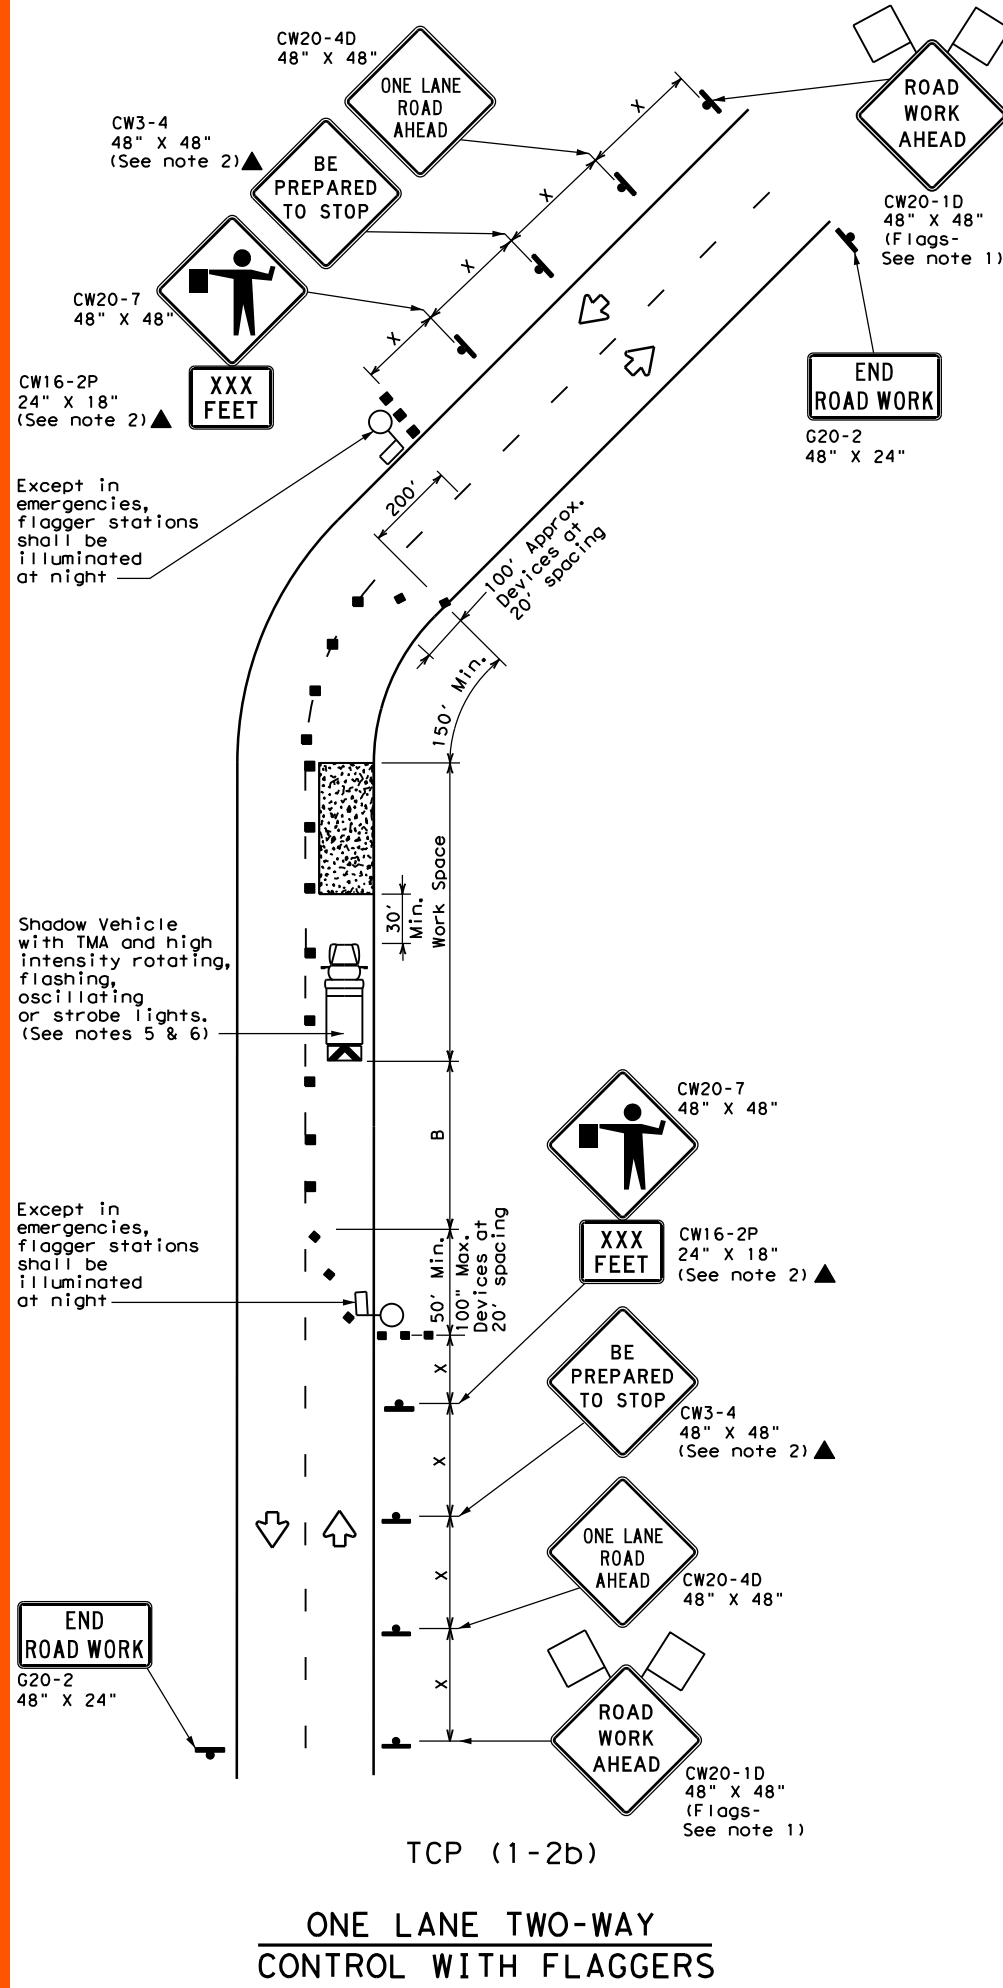 CW20-4D
48" X 48"
ONE LANE
ROAD
AHEAD
X
ROAD
WORK
AHEAD
CW3-4
48" X 48"
(See note 2)
BE
PREPARED
TO STOP
X
CW20-1D
48" X 48"
(Flags-
See note 1)
CW20-7
48" X 48"
X
X
END
ROAD WORK
G20-2
48" X 24"
CW16-2P
24" X 18"
(See note 2)
XXX
FEET
Except in
emergencies,
flagger stations
shall be
illuminated
at night
200'
100' Approx.
Devices at
20' spacing
150' Min.
Work Space
30'
Min.
Shadow Vehicle
with TMA and high
intensity rotating,
flashing,
oscillating
or strobe lights.
(See notes 5 & 6)
B
CW20-7
48" X 48"
Except in
emergencies,
flagger stations
shall be
illuminated
at night
50' Min.
100" Max.
Devices at
20' spacing
XXX
FEET
CW16-2P
24" X 18"
(See note 2)
X
BE
PREPARED
TO STOP
CW3-4
48" X 48"
(See note 2)
X
ONE LANE
ROAD
AHEAD
CW20-4D
48" X 48"
X
END
ROAD WORK
G20-2
48" X 24"
X
ROAD
WORK
AHEAD
CW20-1D
48" X 48"
(Flags-
See note 1)
TCP (1-2b)
ONE LANE TWO-WAY
CONTROL WITH FLAGGERS